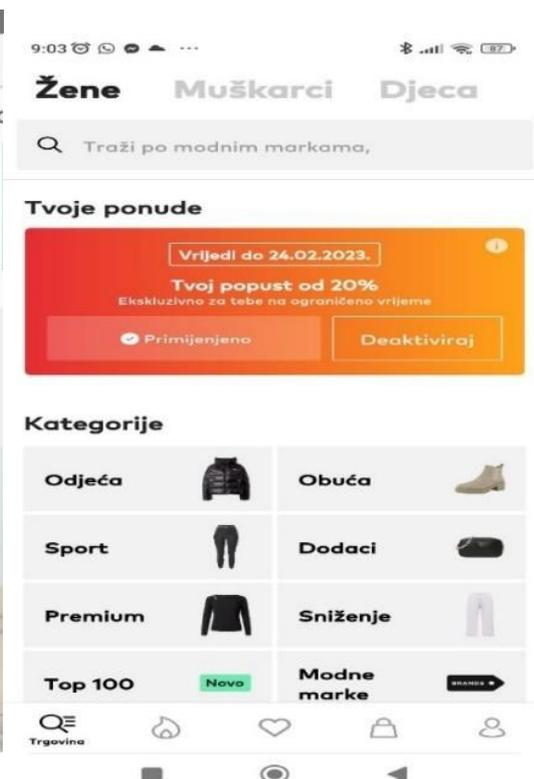 9:03
87
Žene Muškarci Djeca
Traži po modnim markama,
Tvoje ponude
Vrijedi do 24.02.2023.
Tvoj popust od 20%
Ekskluzivno za tebe na ograničeno vrijeme
Primijenjeno Deaktiviraj
Kategorije
Odjeća Obuća
Sport Dodaci
Premium Sniženje
Top 100 Novo Modne
marke BRANDS
Trgovina